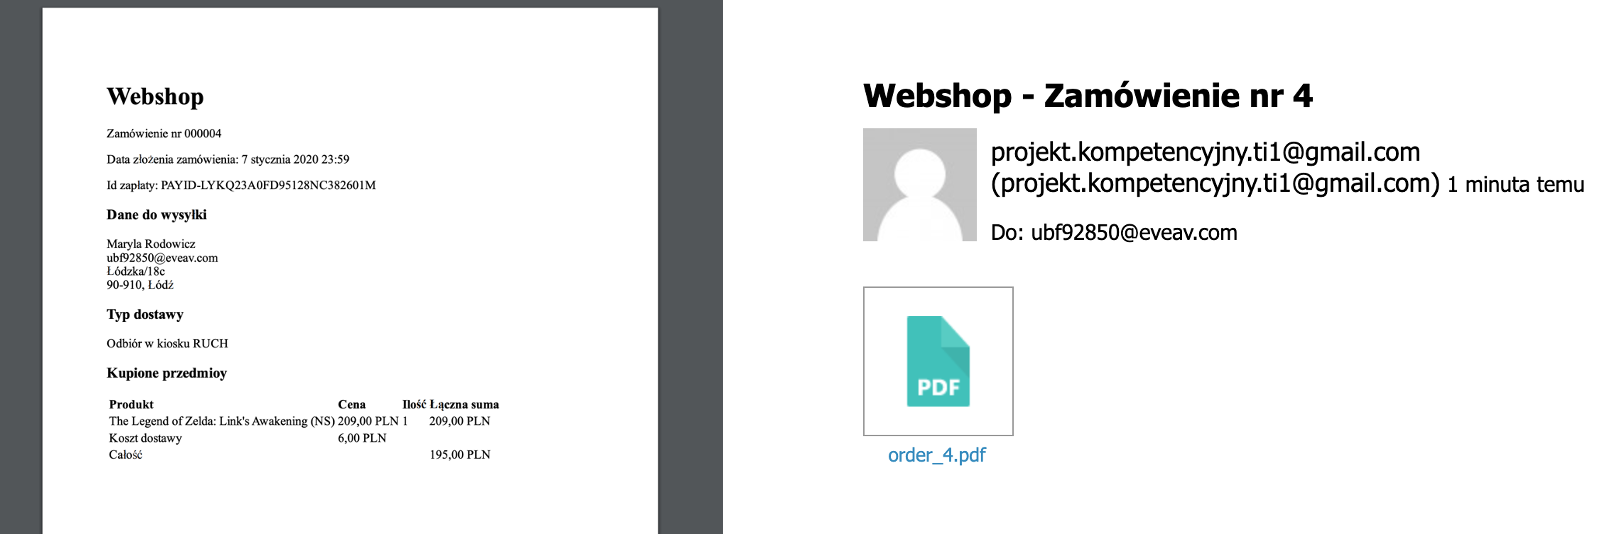 Webshop
Zamówienie nr 000004
Data złożenia zamówienia: 7 stycznia 2020 23:59
Id zapłaty: PAYID-LYKQ23A0FD95128NC382601M
Dane do wysyłki
Maryla Rodowicz
ubf92850@eveav.com
Łódzka/18c
90-910, Łódź
Typ dostawy
Odbiór w kiosku RUCH
Kupione przedmioy
Produkt Cena Ilość Łączna suma
The Legend of Zelda: Link's Awakening (NS) 209,00 PLN 1 209,00 PLN
Koszt dostawy 6,00 PLN
Całość 195,00 PLN
Webshop - Zamówienie nr 4
projekt.kompetencyjny.ti1@gmail.com
(projekt.kompetencyjny.ti1@gmail.com) 1 minuta temu
Do: ubf92850@eveav.com
PDF
order_4.pdf